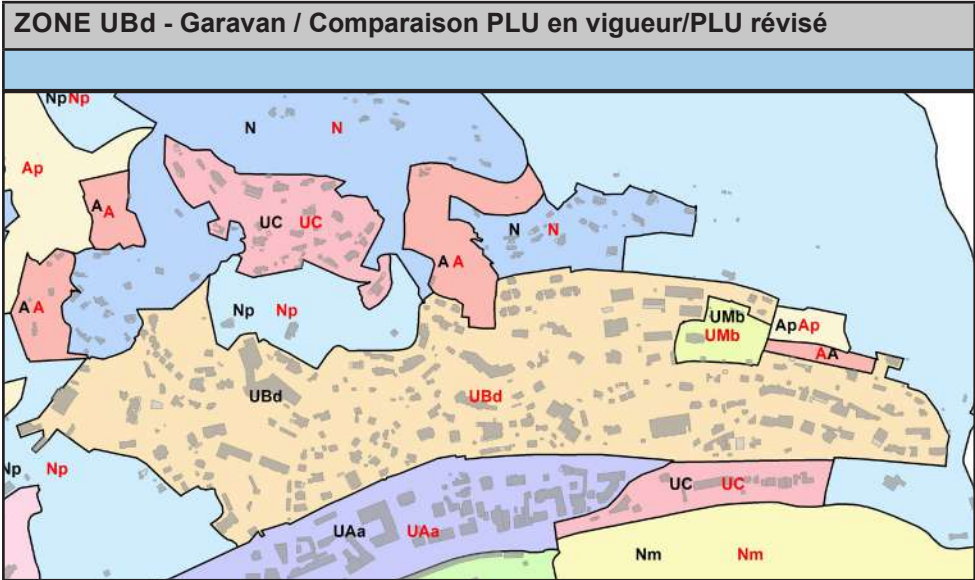 ZONE UBd - Garavan / Comparaison PLU en vigueur/PLU révisé
Np Np
N N
Ap
A A
UC UC
N N
A A
A A
Np Np
UMb
UMb
Ap Ap
A A
UBd UBd
Np Np
UC UC
UAa UAa
Nm Nm